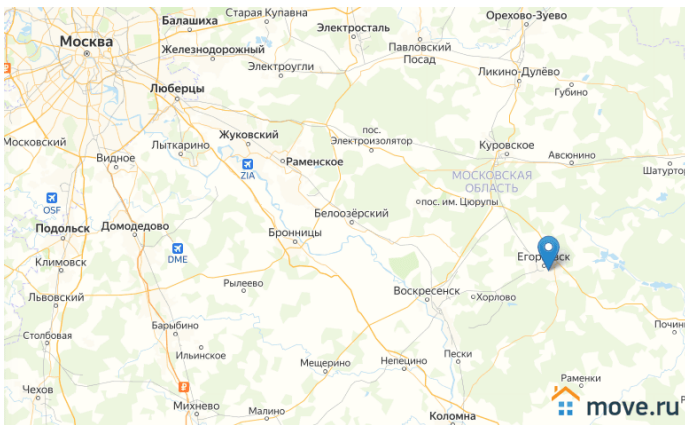 Балашиха
Старая Купавна
Электросталь
Орехово-Зуево
Москва
Железнодорожный
Павловский
Посад
Электроугли
Ликино-Дулёво
Люберцы
Губино
Московский
Видное
Лыткарино
Жуковский
пос.
Электроизолятор
Куровское
Авсюнино
ZIA
Раменское
МОСКОВСКАЯ
ОБЛАСТЬ
Шатурто
OSF
пос. им. Цюрупы
Подольск
Домодедово
Белоозёрский
DME
Бронницы
Климовск
Рылеево
Львовский
Воскресенск
Хорлово
Барыбино
Почин
Столбовая
Ильинское
Мещерино
Непецино
Пески
Чехов
Раменки
Михнево
Малино
Коломна
move.ru